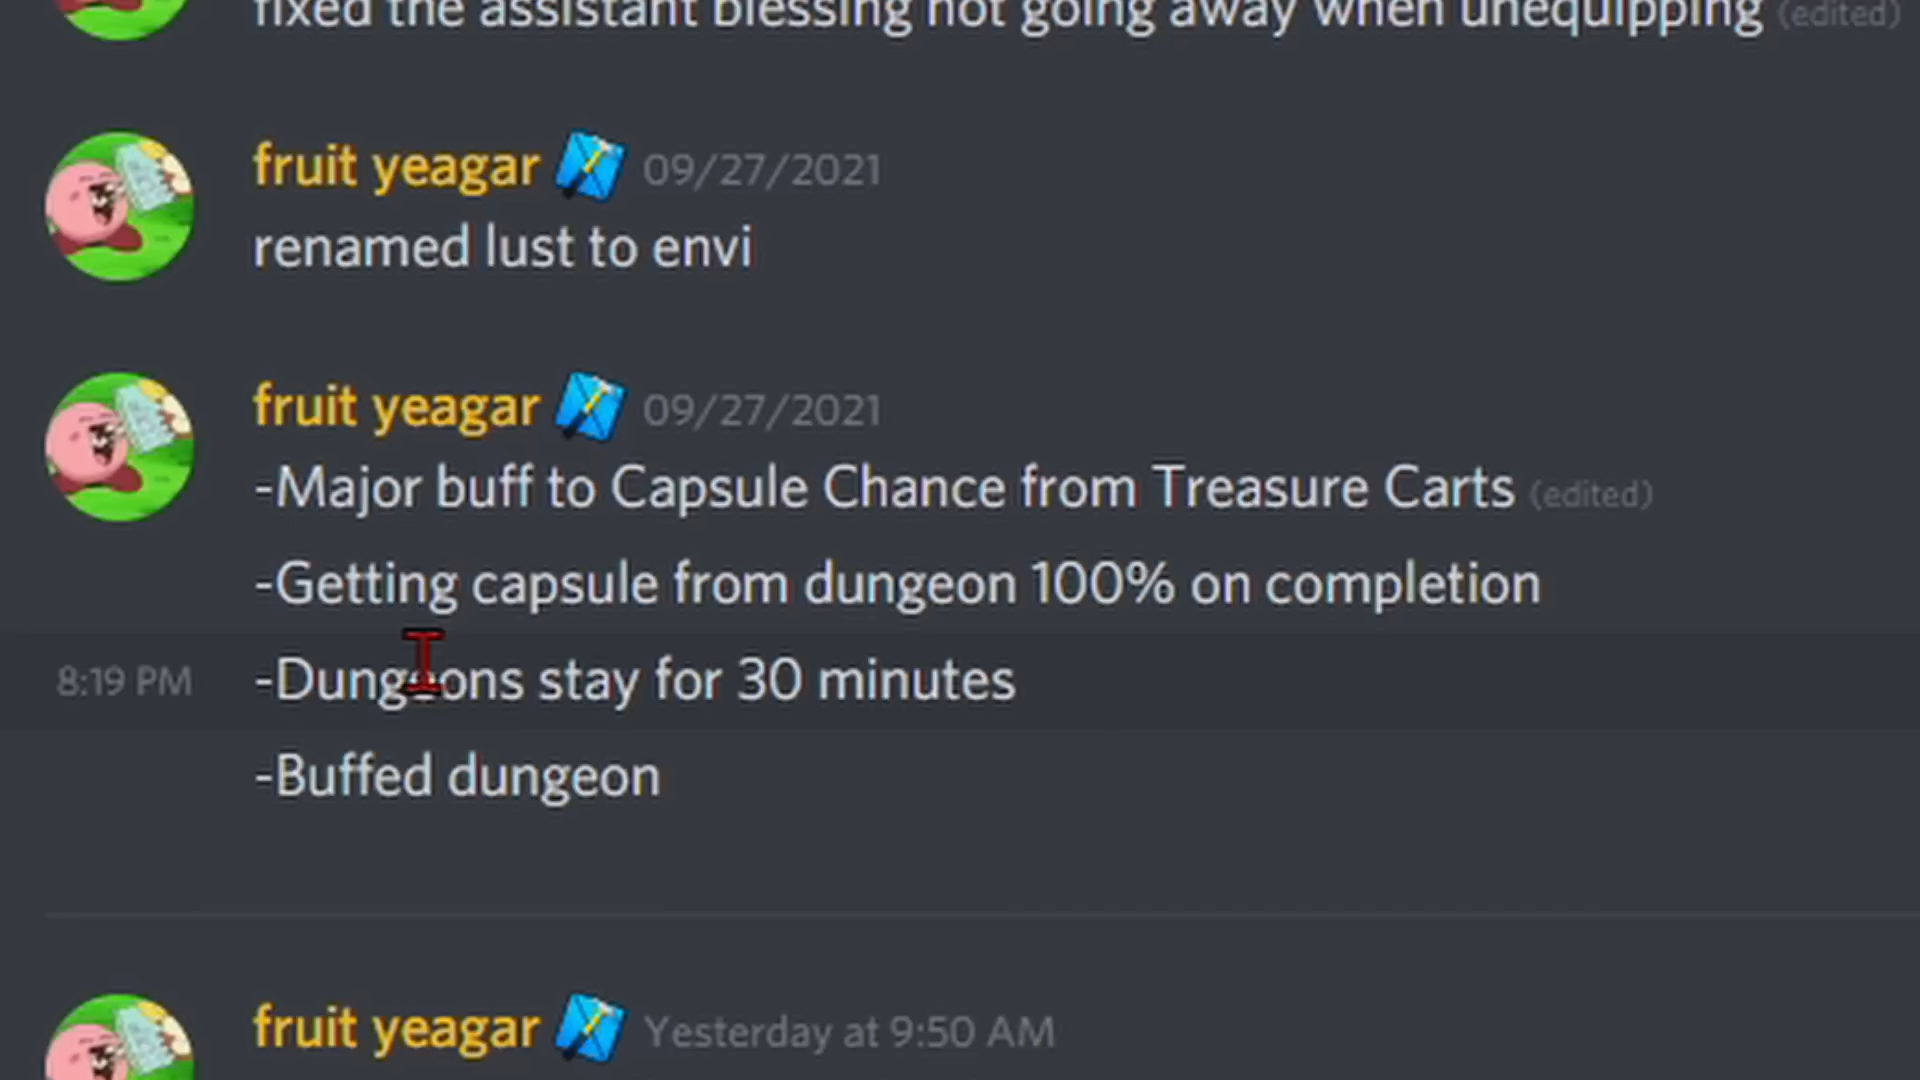 fixed the assistant blessing not going away when unequipping (edited)
fruit yeagar 09/27/2021
renamed lust to envi
fruit yeagar 09/27/2021
-Major buff to Capsule Chance from Treasure Carts (edited)
-Getting capsule from dungeon 100% on completion
8:19 PM -Dungeons stay for 30 minutes
-Buffed dungeon
fruit yeagar Yesterday at 9:50 AM